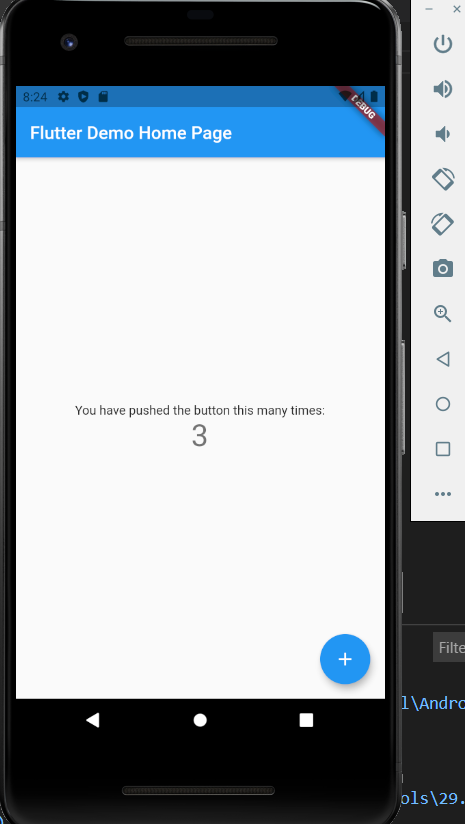 8:24
DEBUG
Flutter Demo Home Page
You have pushed the button this many times:
3
Filte
l\Andro
ols\29.